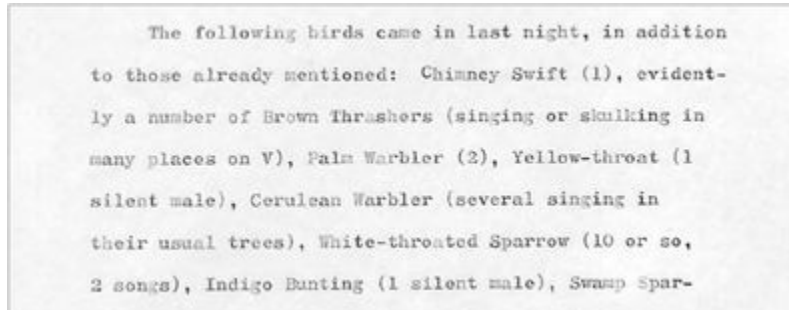 The following birds came in last night, in addition
to those already mentioned: Chimney Swift (1), evident-
ly a number of Brown Thrashers (singing or skulking in
many places on V), Palm Warbler (2), Yellow-throat (1
silent male), Cerulean Warbler (several singing in
their usual trees), White-throated Sparrow (10 or so,
2 songs), Indigo Bunting (1 silent male), Swamp Spar-